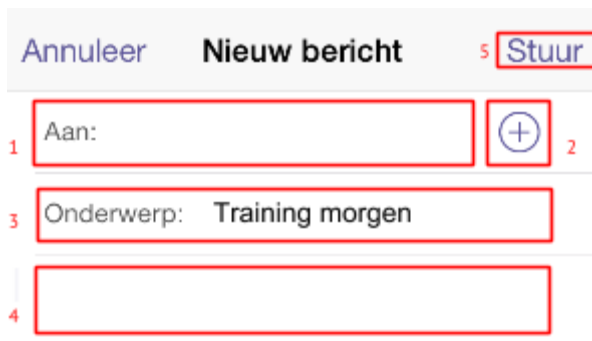 Annuleer Nieuw bericht 5 Stuur
1 Aan: 2
3 Onderwerp: Training morgen
4